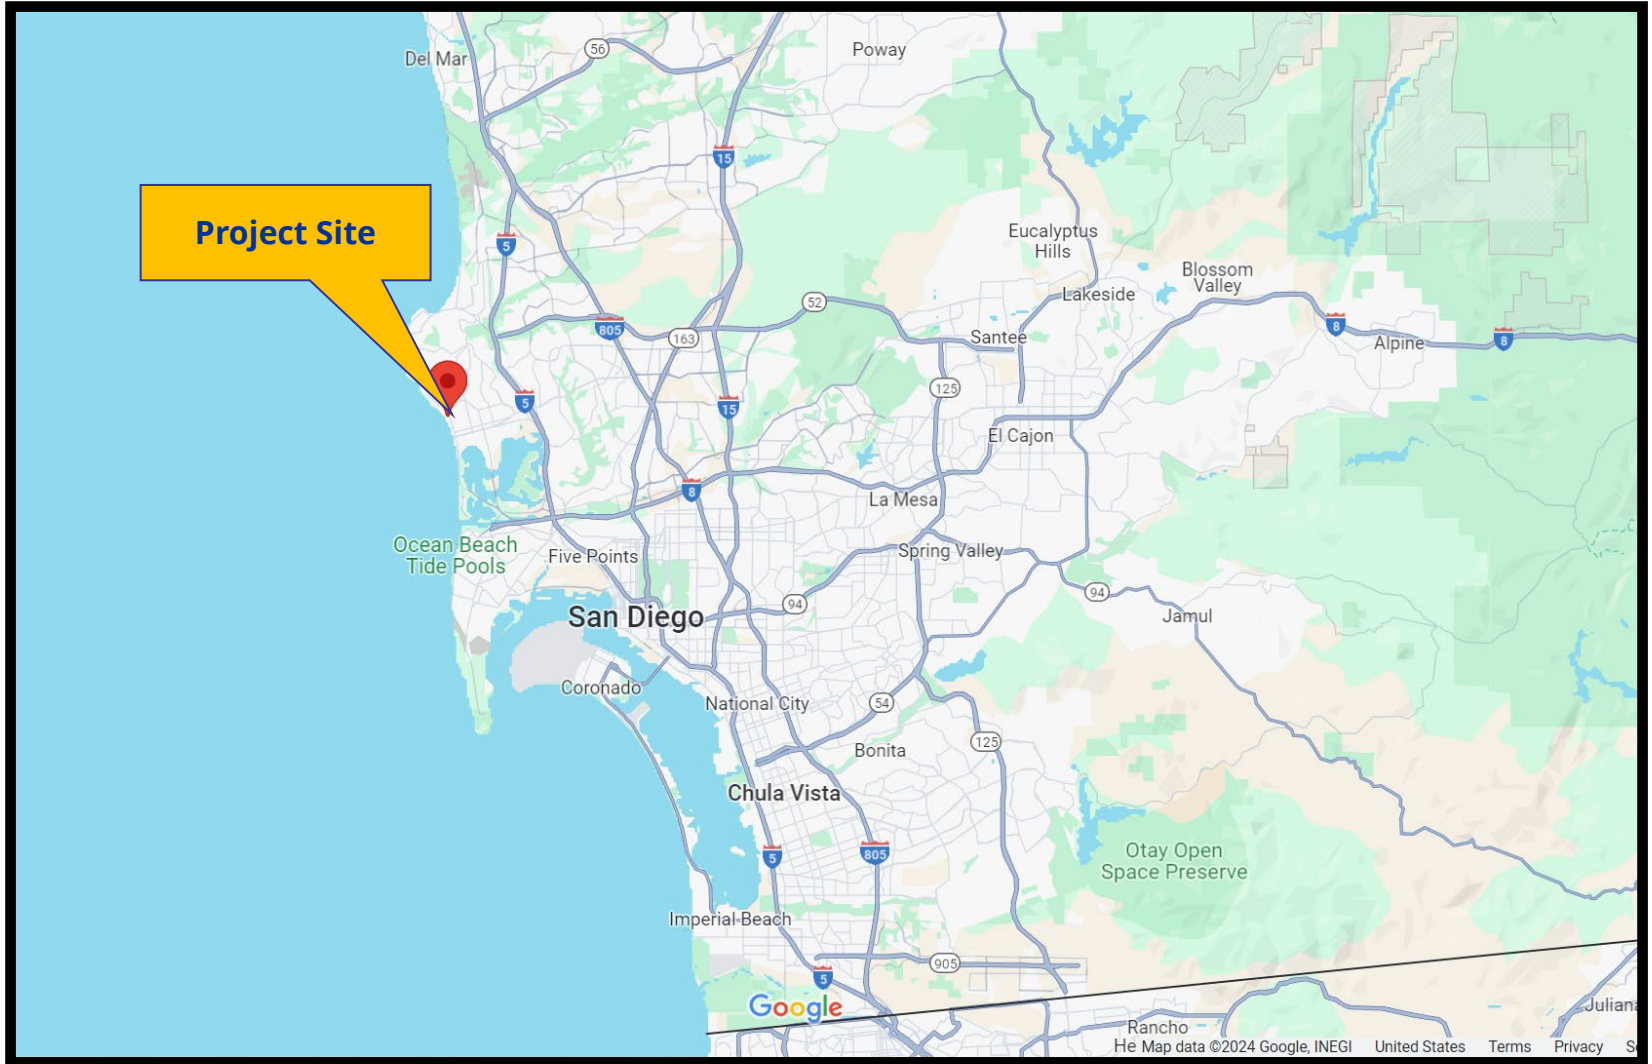 Del Mar
56
Poway
15
Project Site
5
Eucalyptus
Hills
Blossom
Valley
Lakeside
52
805
163
Santee
8
Alpine
8
125
5
15
El Cajon
8
La Mesa
Ocean Beach
Tide Pools
Five Points
Spring Valley
94
94
San Diego
Jamul
Coronado
National City
54
125
Bonita
Chula Vista
5
805
Otay Open
Space Preserve
Imperial Beach
905
5
Google
Juliana
Rancho
He Map data ©2024 Google, INEGI United States Terms Privacy S